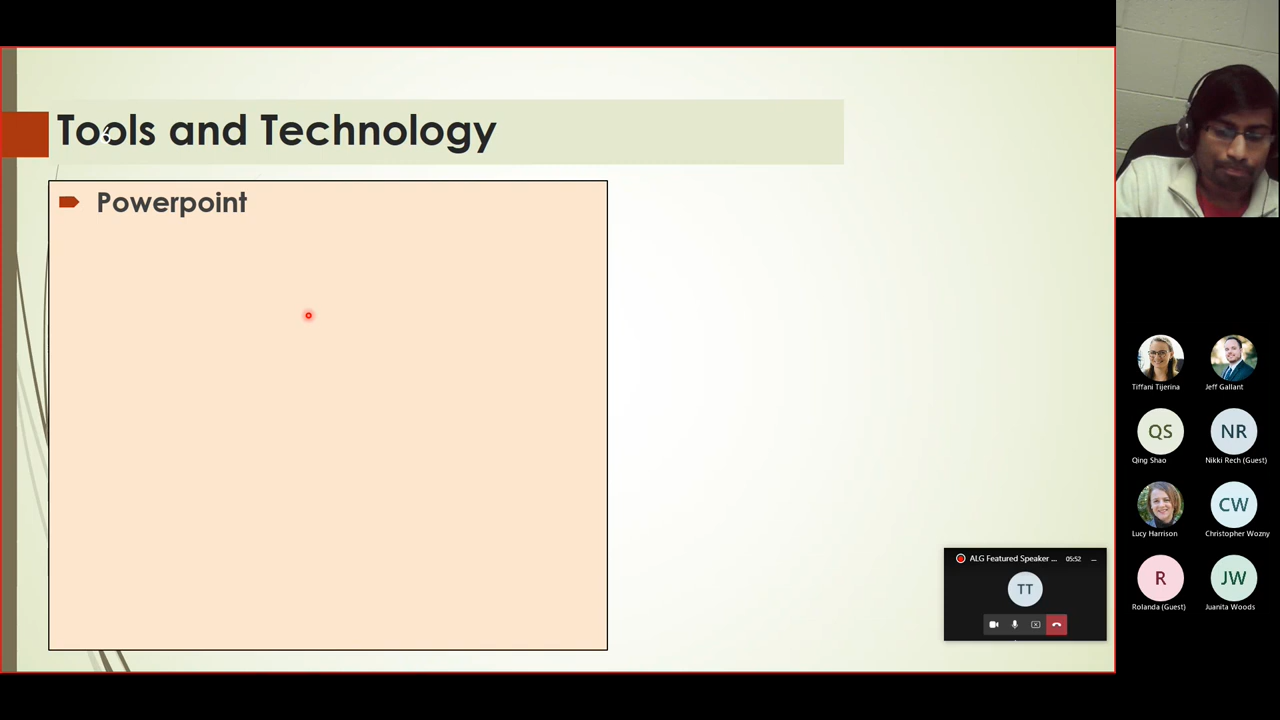 Tools and Technology
6
Powerpoint
ALG Featured Speaker ...
05:52
TT
Tiffani Tijerina
Jeff Gallant
QS
NR
Qing Shao
Nikki Rech (Guest)
CW
Lucy Harrison
Christopher Wozny
R
JW
Rolanda (Guest)
Juanita Woods